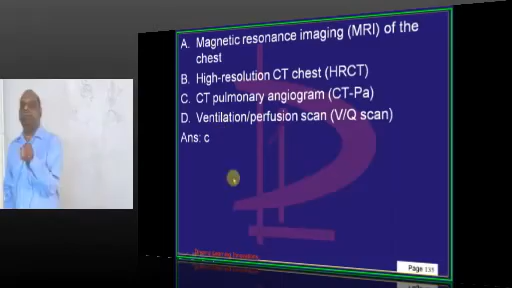 A. Magnetic resonance imaging (MRI) of the
chest
B. High-resolution CT chest (HRCT)
C. CT pulmonary angiogram (CT-Pa)
D. Ventilation/perfusion scan (V/Q scan)
Ans: c
Page 131